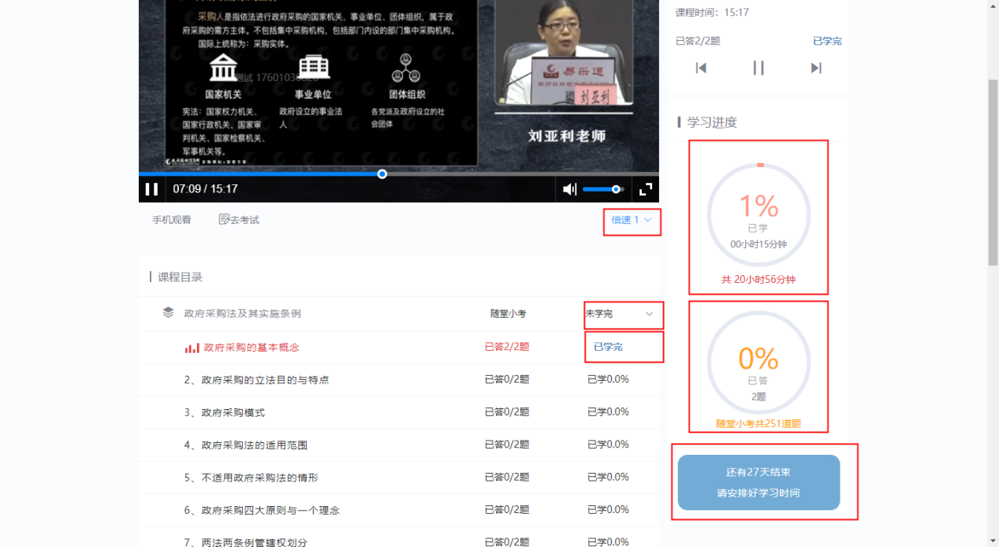 采购人是指依法进行政府采购的国家机关、事业单位、团体组织，属于政
府采购的需方主体。不包括集中采购机构，包括部门内设的部门集中采购机构。
国际上统称为：采购实体。
国家机关
事业单位
团体组织
宪法：国家权力机关、
国家行政机关、国家审
判机关、国家检察机关、
军事机关等。
政府设立的事业法
人
各党派及政府设立的社
会团体
易采通
刘亚利
刘亚利老师
07:09 / 15:17
手机观看
去考试
倍速 1
课程目录
政府采购法及其实施条例 随堂小考 未学完
政府采购的基本概念 已答2/2题 已学完
2、政府采购的立法目的与特点 已答0/2题 已学0.0%
3、政府采购模式 已答0/2题 已学0.0%
4、政府采购法的适用范围 已答0/2题 已学0.0%
5、不适用政府采购法的情形 已答0/2题 已学0.0%
6、政府采购四大原则与一个理念 已答0/2题 已学0.0%
7、两法两条例管辖权划分 已答0/2题 已学0.0%
课程时间：15:17
已答2/2题 已学完
学习进度
1%
已学
00小时15分钟
共 20小时56分钟
0%
已答
2题
随堂小考共251道题
还有27天结束
请安排好学习时间